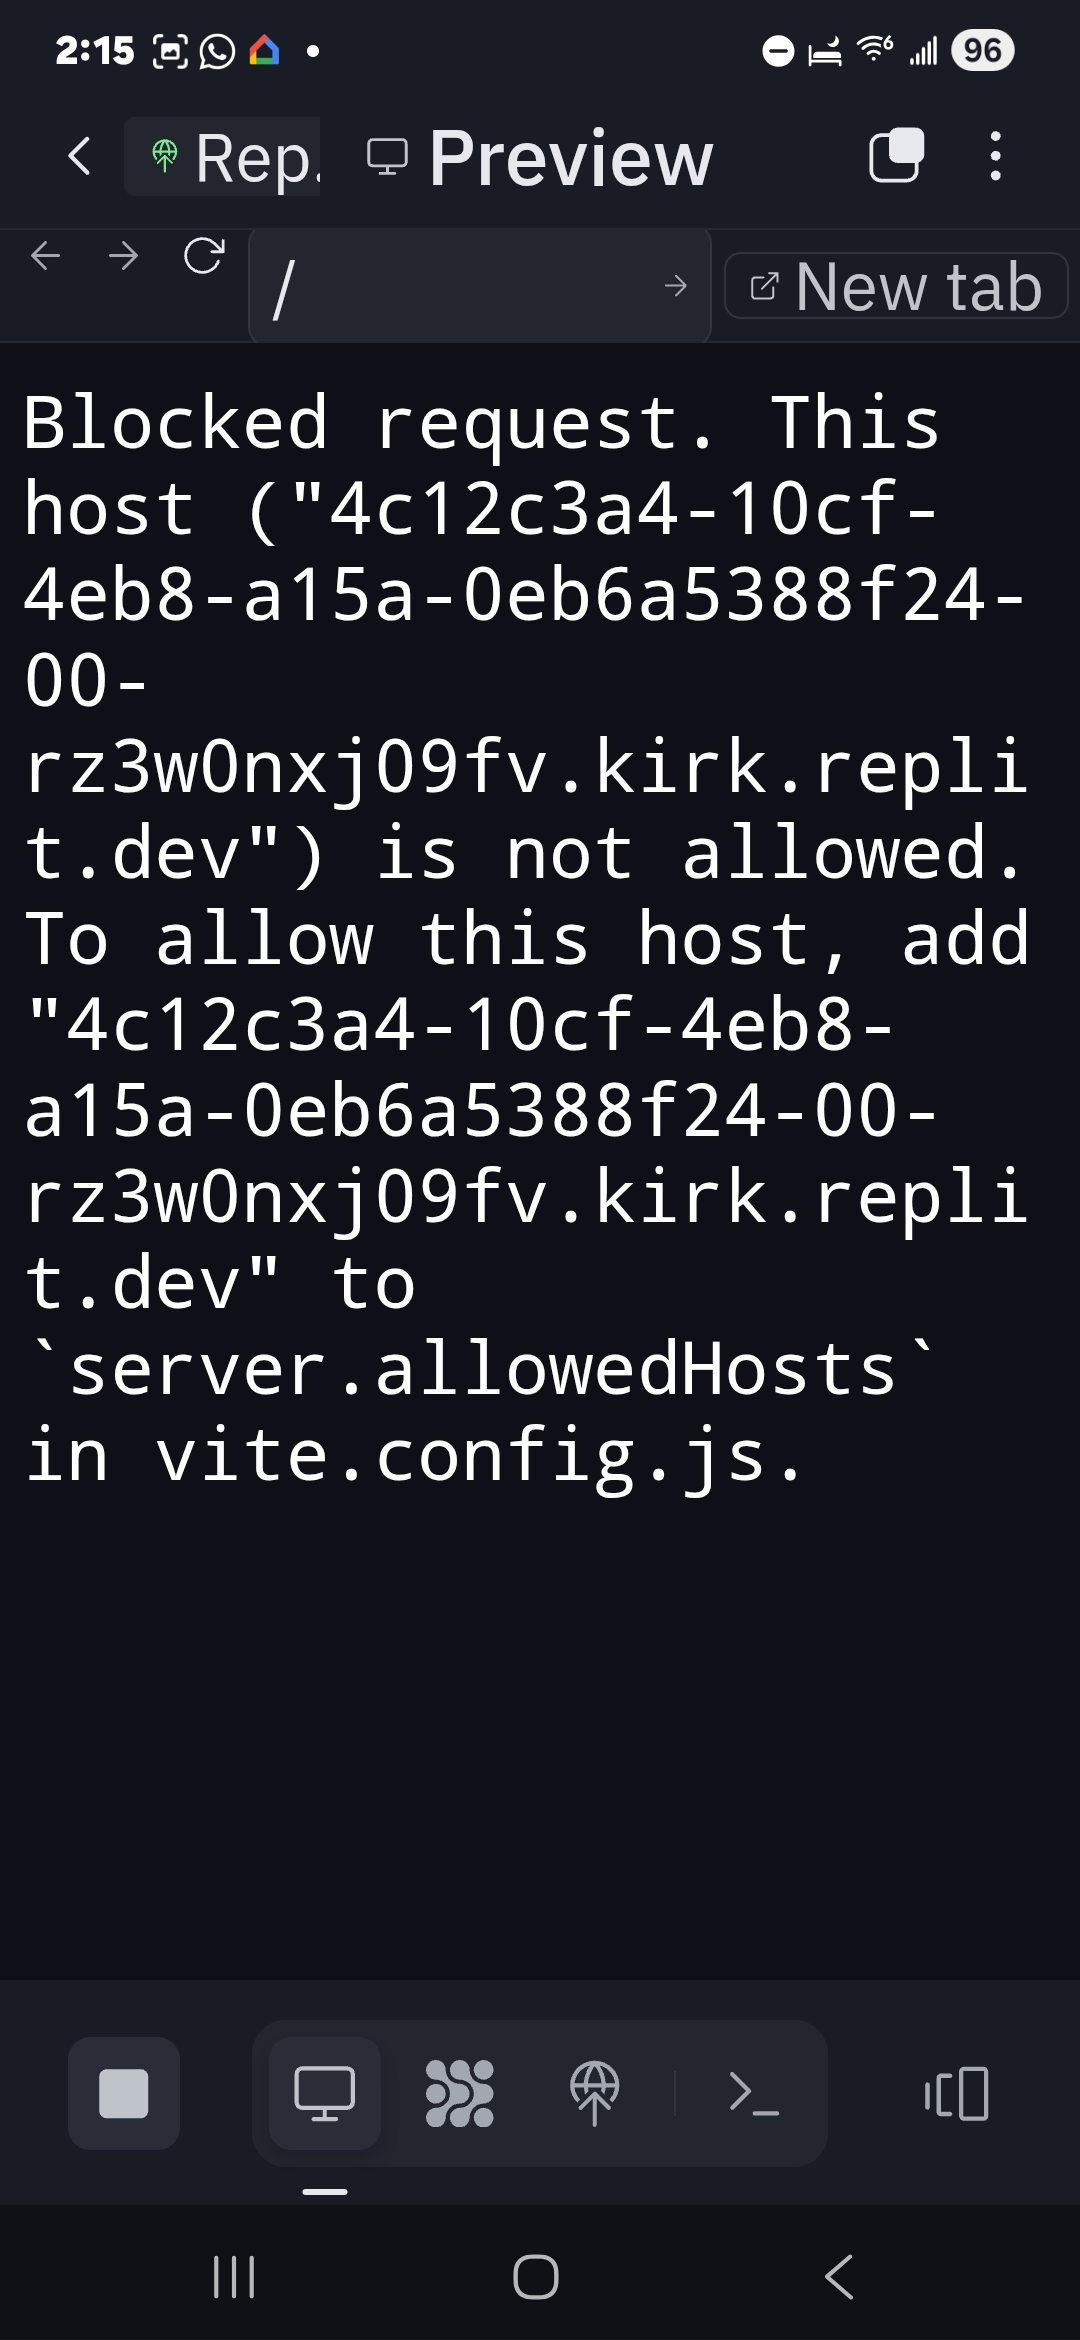 2:15
96
Rep.
Preview
/
New tab
Blocked request. This
host ("4c12c3a4-10cf-
4eb8-a15a-0eb6a5388f24-
00-
rz3w0nxj09fv.kirk.repli
t.dev") is not allowed.
To allow this host, add
"4c12c3a4-10cf-4eb8-
a15a-0eb6a5388f24-00-
rz3w0nxj09fv.kirk.repli
t.dev" to
`server.allowedHosts`
in vite.config.js.